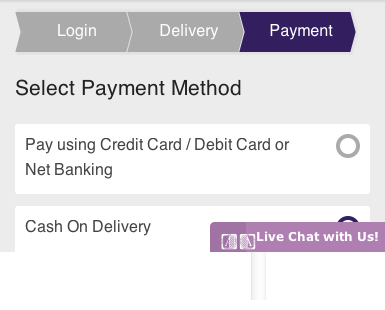 Login Delivery Payment
Select Payment Method
Pay using Credit Card / Debit Card or
Net Banking
Cash On Delivery
Live Chat with Us!